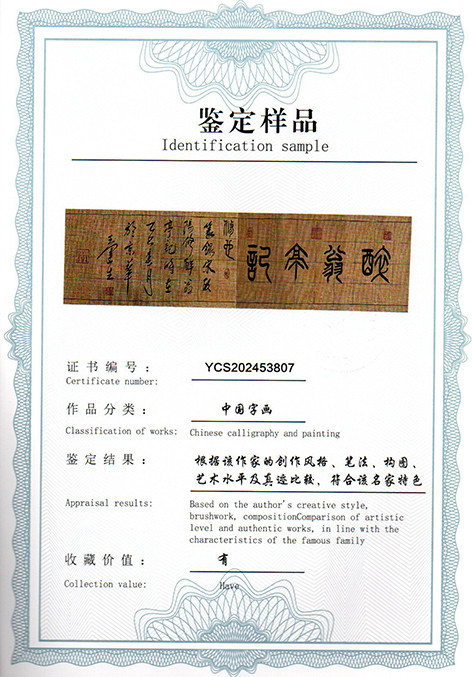 鉴定样品
Identification sample
醉翁亭記
证书编号：
YCS202453807
Certificate number:
作品分类：
中国字画
Classification of works:
Chinese calligraphy and painting
鉴定结果：
根据该作家的创作风格、笔法、构图、
艺术水平及真迹比较，符合该名家特色
Appraisal results:
Based on the author's creative style,
brushwork, compositionComparison of artistic
level and authentic works, in line with the
characteristics of the famous family
收藏价值：
有
Collection value:
Have